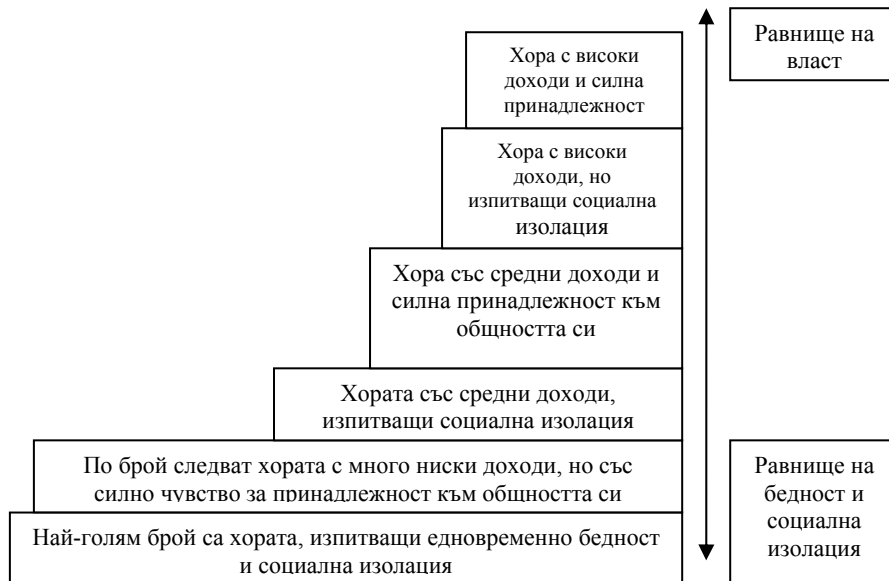 Хора с високи
доходи и силна
принадлежност
Равнище на
власт
Хора с високи
доходи, но
изпитващи социална
изолация
Хора със средни доходи и
силна принадлежност към
общността си
Хората със средни доходи,
изпитващи социална изолация
По брой следват хората с много ниски доходи, но със
силно чувство за принадлежност към общността си
Най-голям брой са хората, изпитващи едновременно бедност
и социална изолация
Равнище на
бедност и
социална
изолация